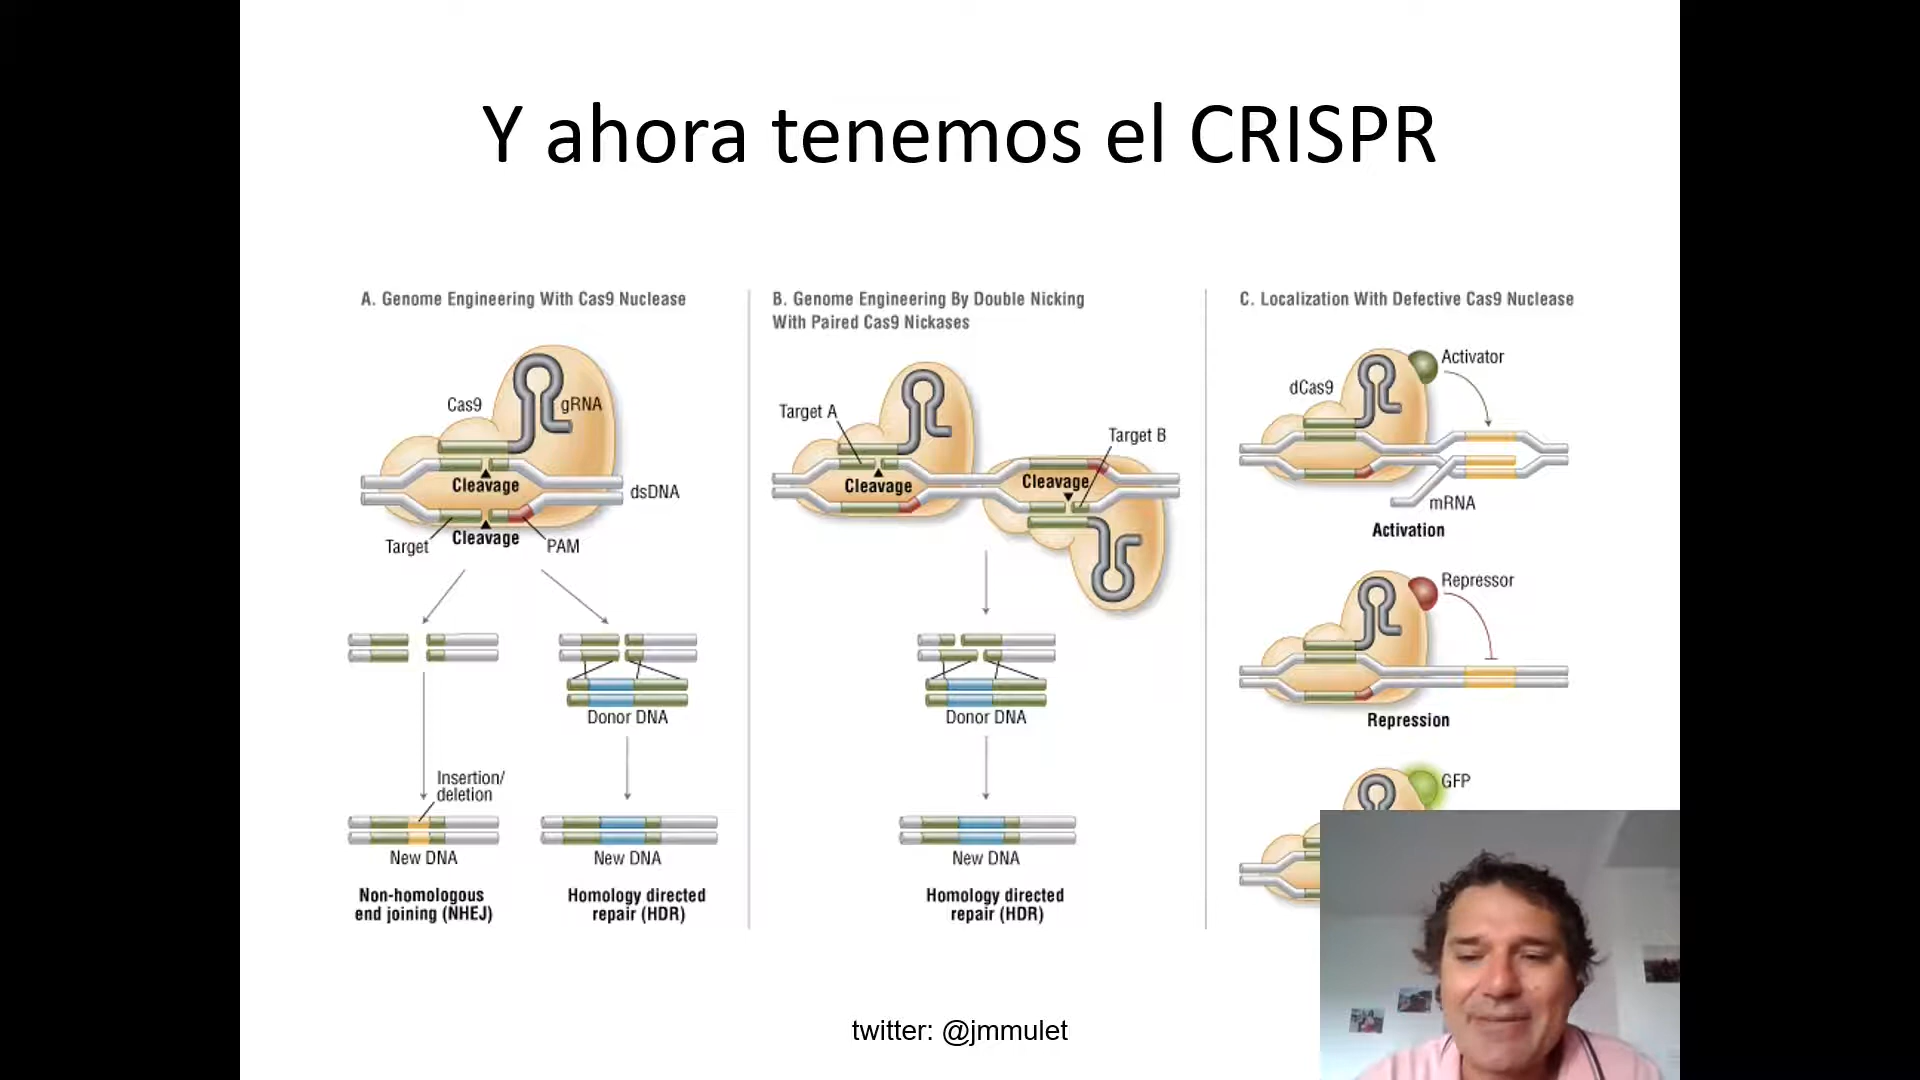 Y ahora tenemos el CRISPR
A. Genome Engineering With Cas9 Nuclease
Cas9
gRNA
Cleavage
dsDNA
Target
Cleavage
PAM
Donor DNA
Insertion/
deletion
New DNA
New DNA
Non-homologous
end joining (NHEJ)
Homology directed
repair (HDR)
B. Genome Engineering By Double Nicking
With Paired Cas9 Nickases
Target A
Target B
Cleavage
Cleavage
Donor DNA
New DNA
Homology directed
repair (HDR)
C. Localization With Defective Cas9 Nuclease
Activator
dCas9
mRNA
Activation
Repressor
Repression
GFP
twitter: @jmmulet